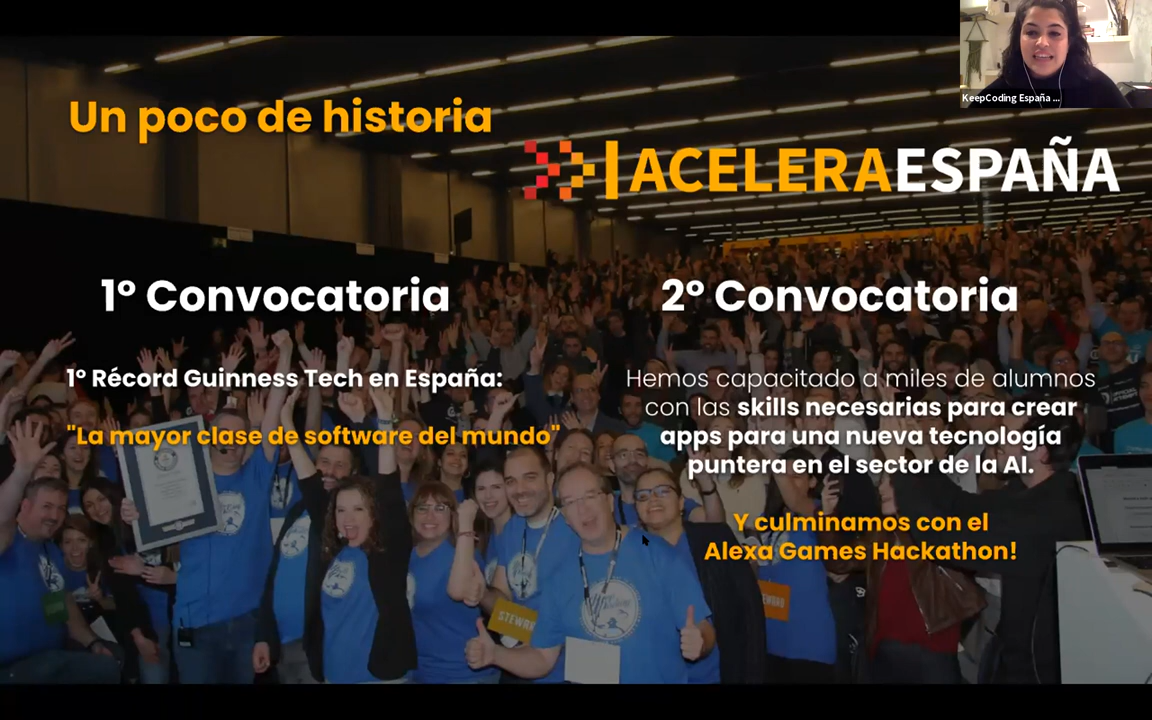 KeepCoding España ...
Un poco de historia
ACELERAESPAÑA
1º Convocatoria
1º Récord Guinness Tech en España:
"La mayor clase de software del mundo"
2º Convocatoria
Hemos capacitado a miles de alumnos
con las skills necesarias para crear
apps para una nueva tecnología
puntera en el sector de la AI.
Y culminamos con el
Alexa Games Hackathon!